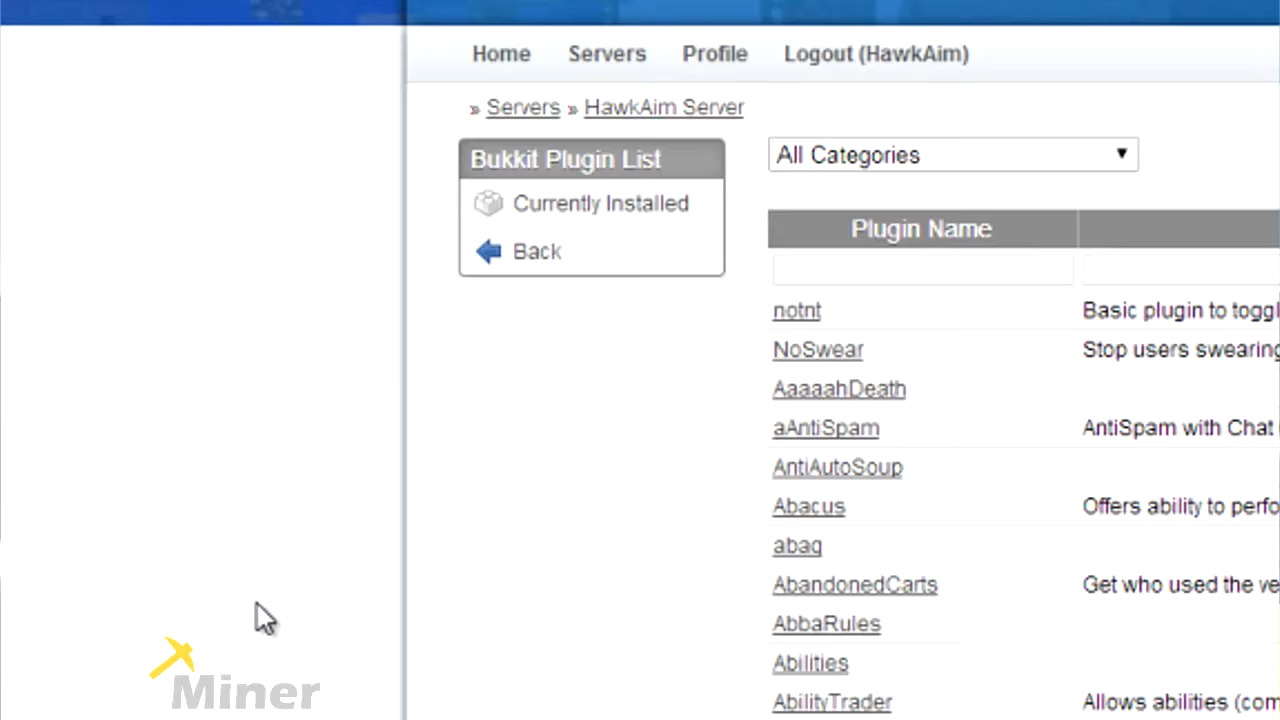 Home Servers Profile Logout (HawkAim)
» Servers » HawkAim Server
Bukkit Plugin List
Currently Installed
Back
All Categories
Plugin Name
notnt Basic plugin to toggl
NoSwear Stop users swearing
AaaaahDeath
aAntiSpam AntiSpam with Chat
AntiAutoSoup
Abacus Offers ability to perfo
abaq
AbandonedCarts Get who used the ve
AbbaRules
Abilities
AbilityTrader Allows abilities (com
Miner